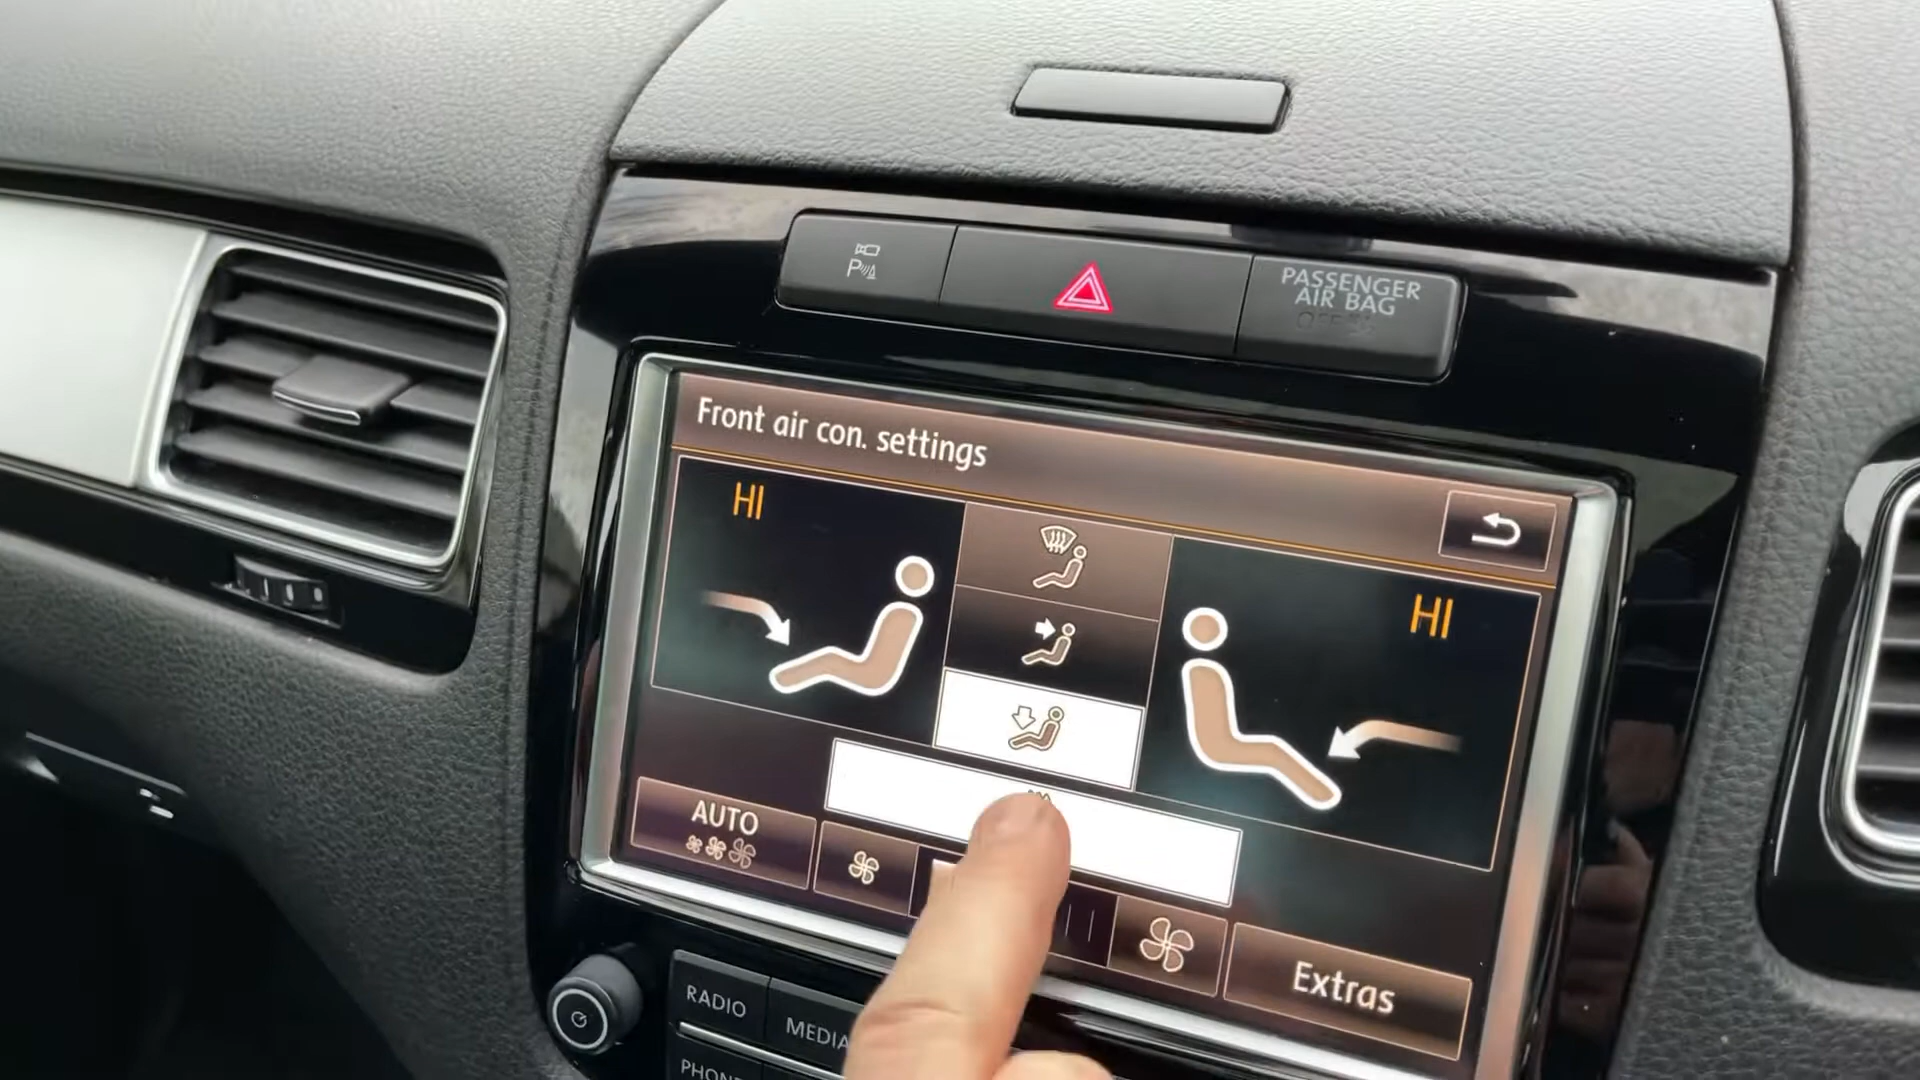 P
PASSENGER
AIR BAG
Front air con. settings
HI
HI
AUTO
Extras
RADIO
MEDIA